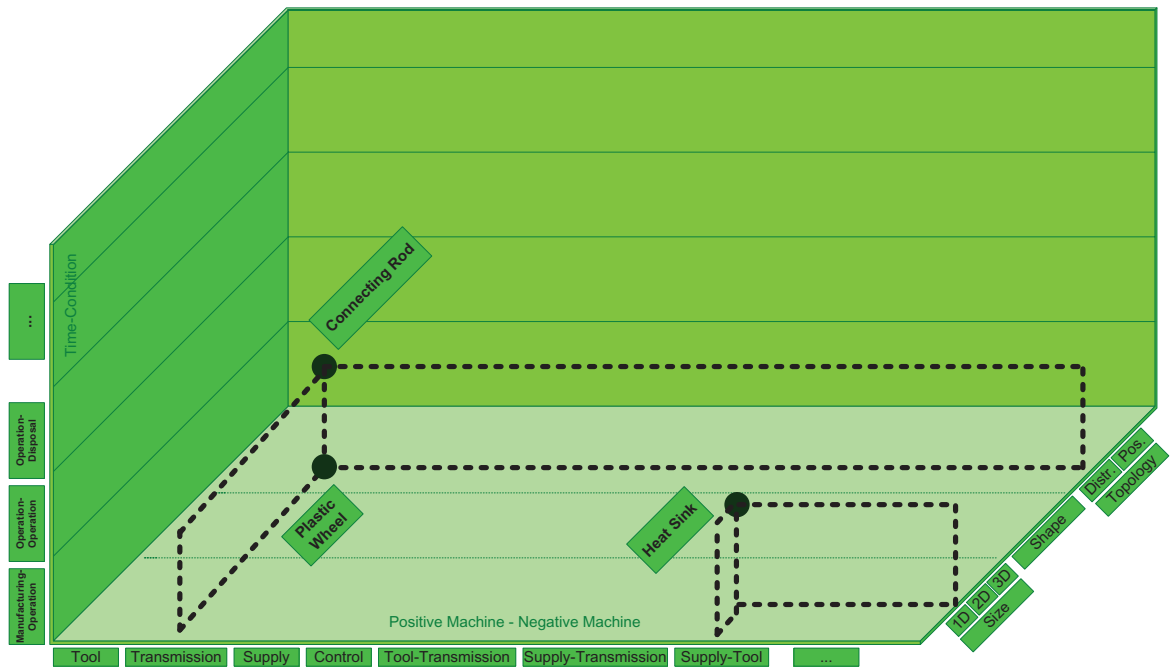 Time-Condition
Connecting Rod
...
Operation-
Disposal
Operation-
Operation
Manufacturing-
Operation
Plastic
Wheel
Heat Sink
Distr.
Pos.
Topology
Shape
1D
2D
3D
Size
Positive Machine - Negative Machine
Tool
Transmission
Supply
Control
Tool-Transmission
Supply-Transmission
Supply-Tool
...